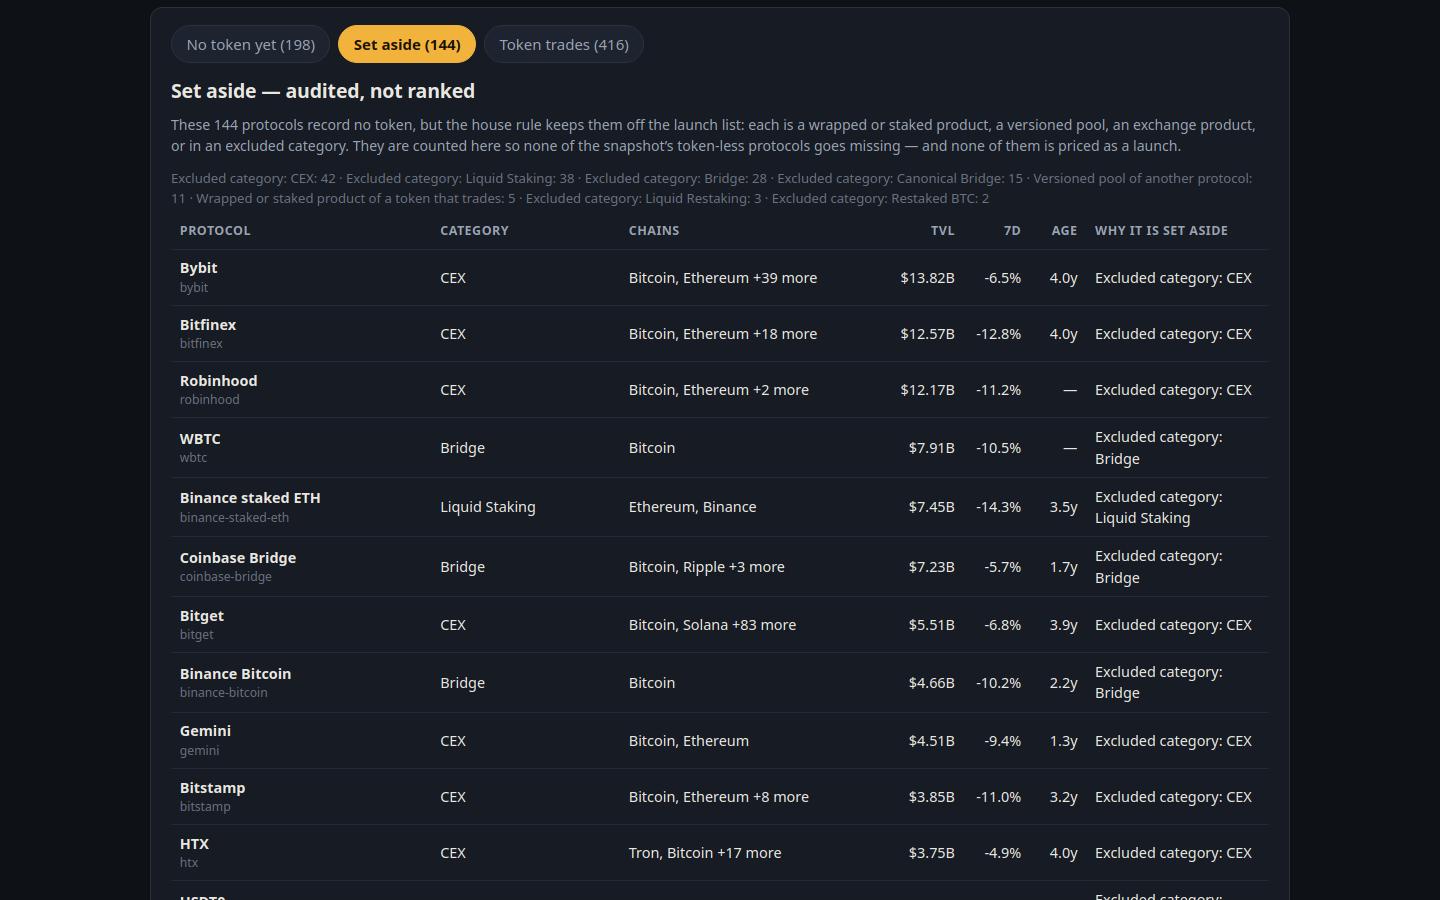 No token yet (198) Set aside (144) Token trades (416)
Set aside — audited, not ranked
These 144 protocols record no token, but the house rule keeps them off the launch list: each is a wrapped or staked product, a versioned pool, an exchange product,
or in an excluded category. They are counted here so none of the snapshot's token-less protocols goes missing — and none of them is priced as a launch.
Excluded category: CEX: 42 · Excluded category: Liquid Staking: 38 · Excluded category: Bridge: 28 · Excluded category: Canonical Bridge: 15 · Versioned pool of another protocol:
11 · Wrapped or staked product of a token that trades: 5 · Excluded category: Liquid Restaking: 3 · Excluded category: Restaked BTC: 2
PROTOCOL CATEGORY CHAINS TVL 7D AGE WHY IT IS SET ASIDE
Bybit
bybit
CEX Bitcoin, Ethereum +39 more $13.82B -6.5% 4.0y Excluded category: CEX
Bitfinex
bitfinex
CEX Bitcoin, Ethereum +18 more $12.57B -12.8% 4.0y Excluded category: CEX
Robinhood
robinhood
CEX Bitcoin, Ethereum +2 more $12.17B -11.2% — Excluded category: CEX
WBTC
wbtc
Bridge Bitcoin $7.91B -10.5% — Excluded category:
Bridge
Binance staked ETH
binance-staked-eth
Liquid Staking Ethereum, Binance $7.45B -14.3% 3.5y Excluded category:
Liquid Staking
Coinbase Bridge
coinbase-bridge
Bridge Bitcoin, Ripple +3 more $7.23B -5.7% 1.7y Excluded category:
Bridge
Bitget
bitget
CEX Bitcoin, Solana +83 more $5.51B -6.8% 3.9y Excluded category: CEX
Binance Bitcoin
binance-bitcoin
Bridge Bitcoin $4.66B -10.2% 2.2y Excluded category:
Bridge
Gemini
gemini
CEX Bitcoin, Ethereum $4.51B -9.4% 1.3y Excluded category: CEX
Bitstamp
bitstamp
CEX Bitcoin, Ethereum +8 more $3.85B -11.0% 3.2y Excluded category: CEX
HTX
htx
CEX Tron, Bitcoin +17 more $3.75B -4.9% 4.0y Excluded category: CEX
Excluded category: